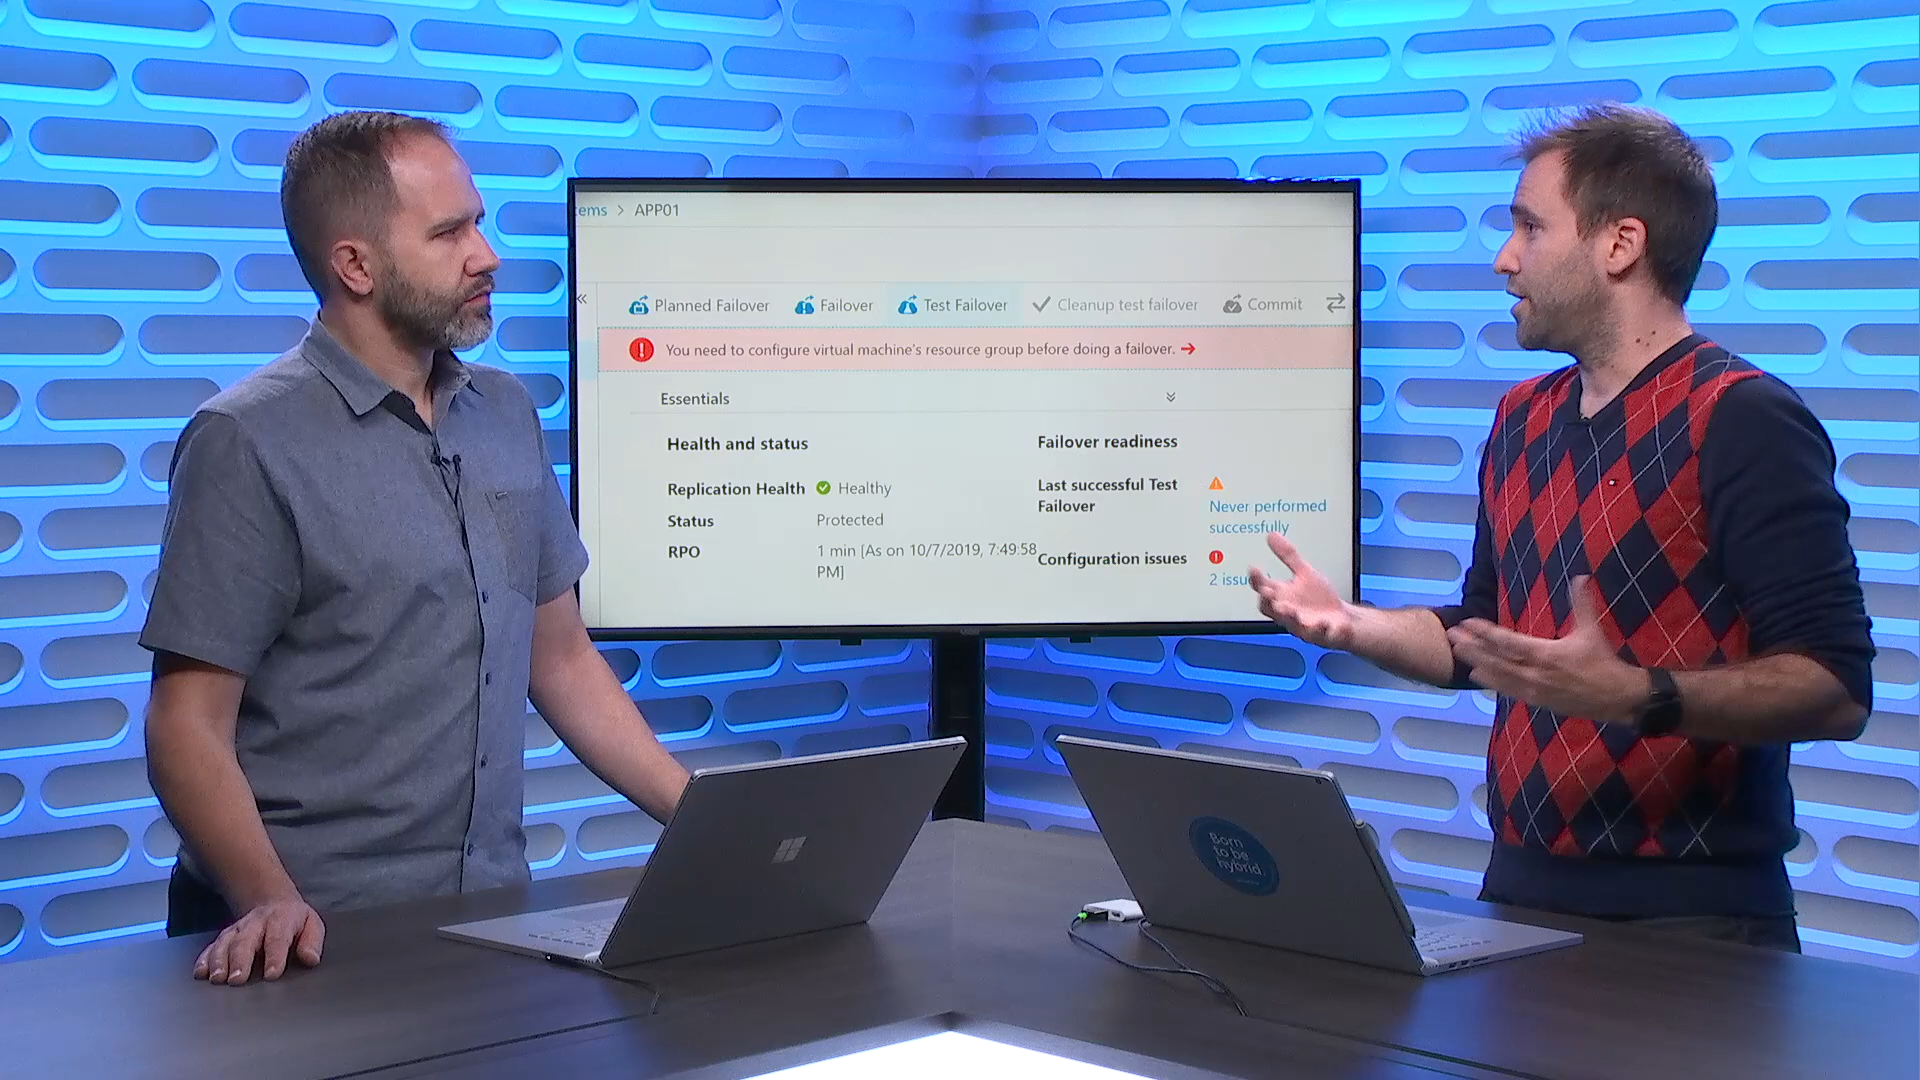 ems > APP01
« Planned Failover Failover Test Failover Cleanup test failover Commit
You need to configure virtual machine's resource group before doing a failover. →
Essentials
Health and status
Failover readiness
Replication Health Healthy
Status Protected
RPO 1 min [As on 10/7/2019, 7:49:58
PM]
Last successful Test
Failover
Never performed
successfully
Configuration issues
2 issu
Born
to be
hybrid.